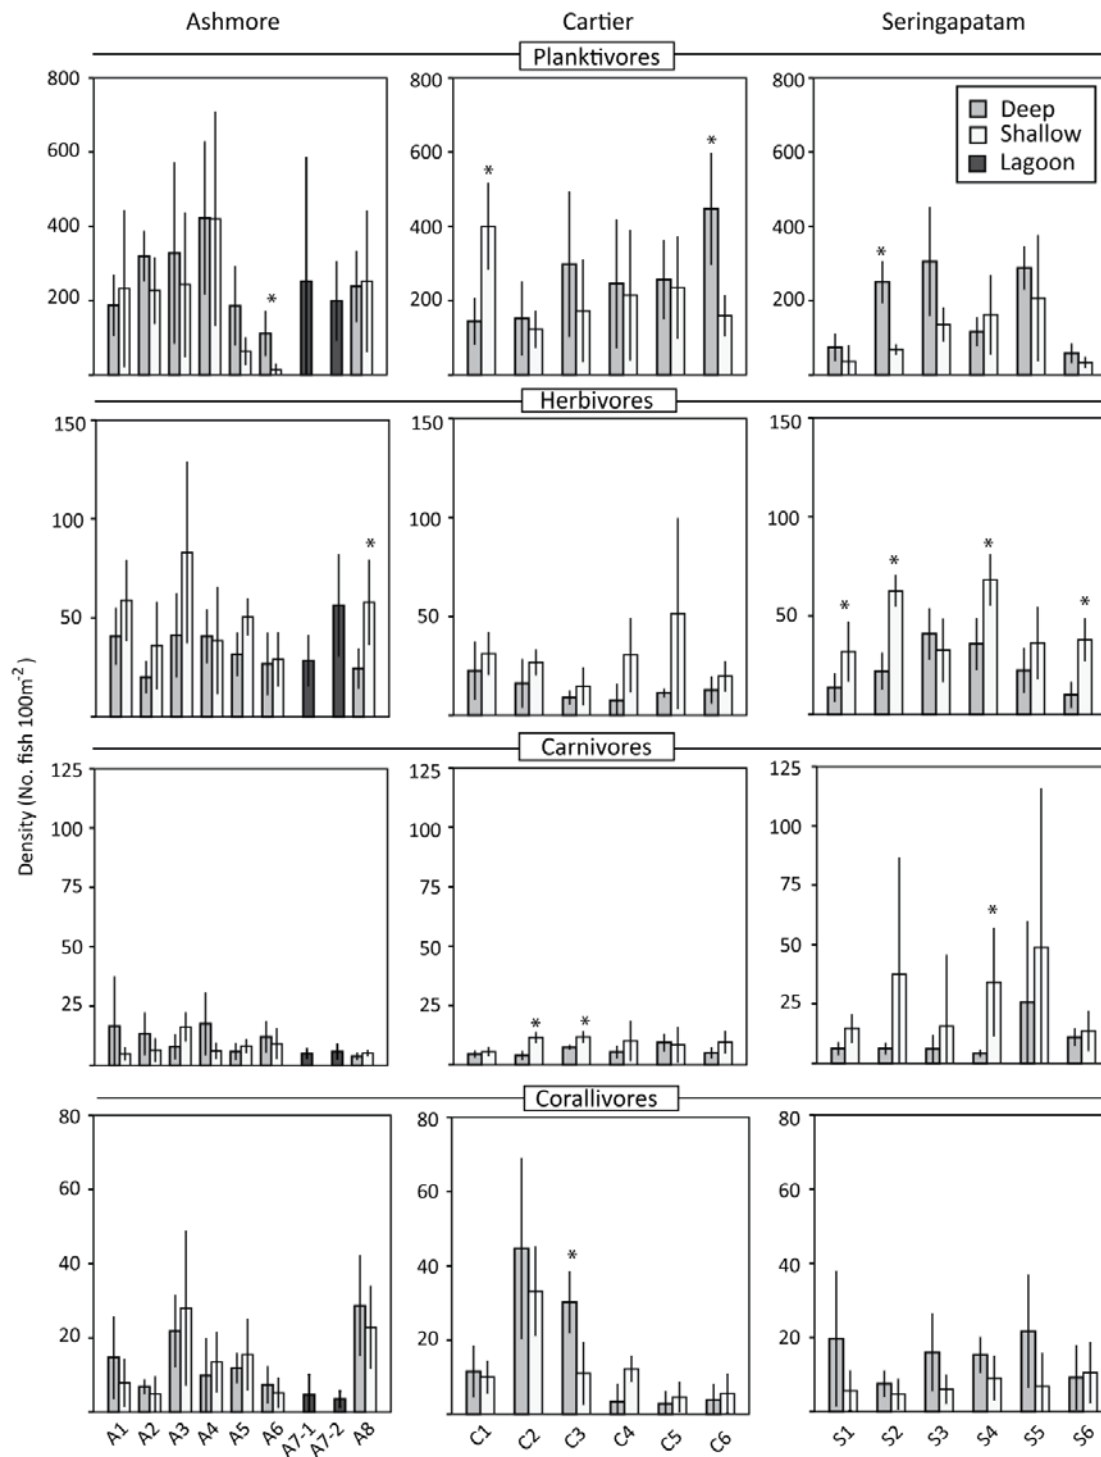 Ashmore Cartier Seringapatam
Planktivores
800 800 800
600 600 600
400 400 400
200 200 200
Deep
Shallow
Lagoon
* * * *
Herbivores
150 150 150
100 100 100
50 50 50
* * * * *
Density (No. fish 100m⁻²)
Carnivores
125 125 125
100 100 100
75 75 75
50 50 50
25 25 25
* * *
Corallivores
80 80 80
60 60 60
40 40 40
20 20 20
*
A1 A2 A3 A4 A5 A6 A7-1 A7-2 A8 C1 C2 C3 C4 C5 C6 S1 S2 S3 S4 S5 S6